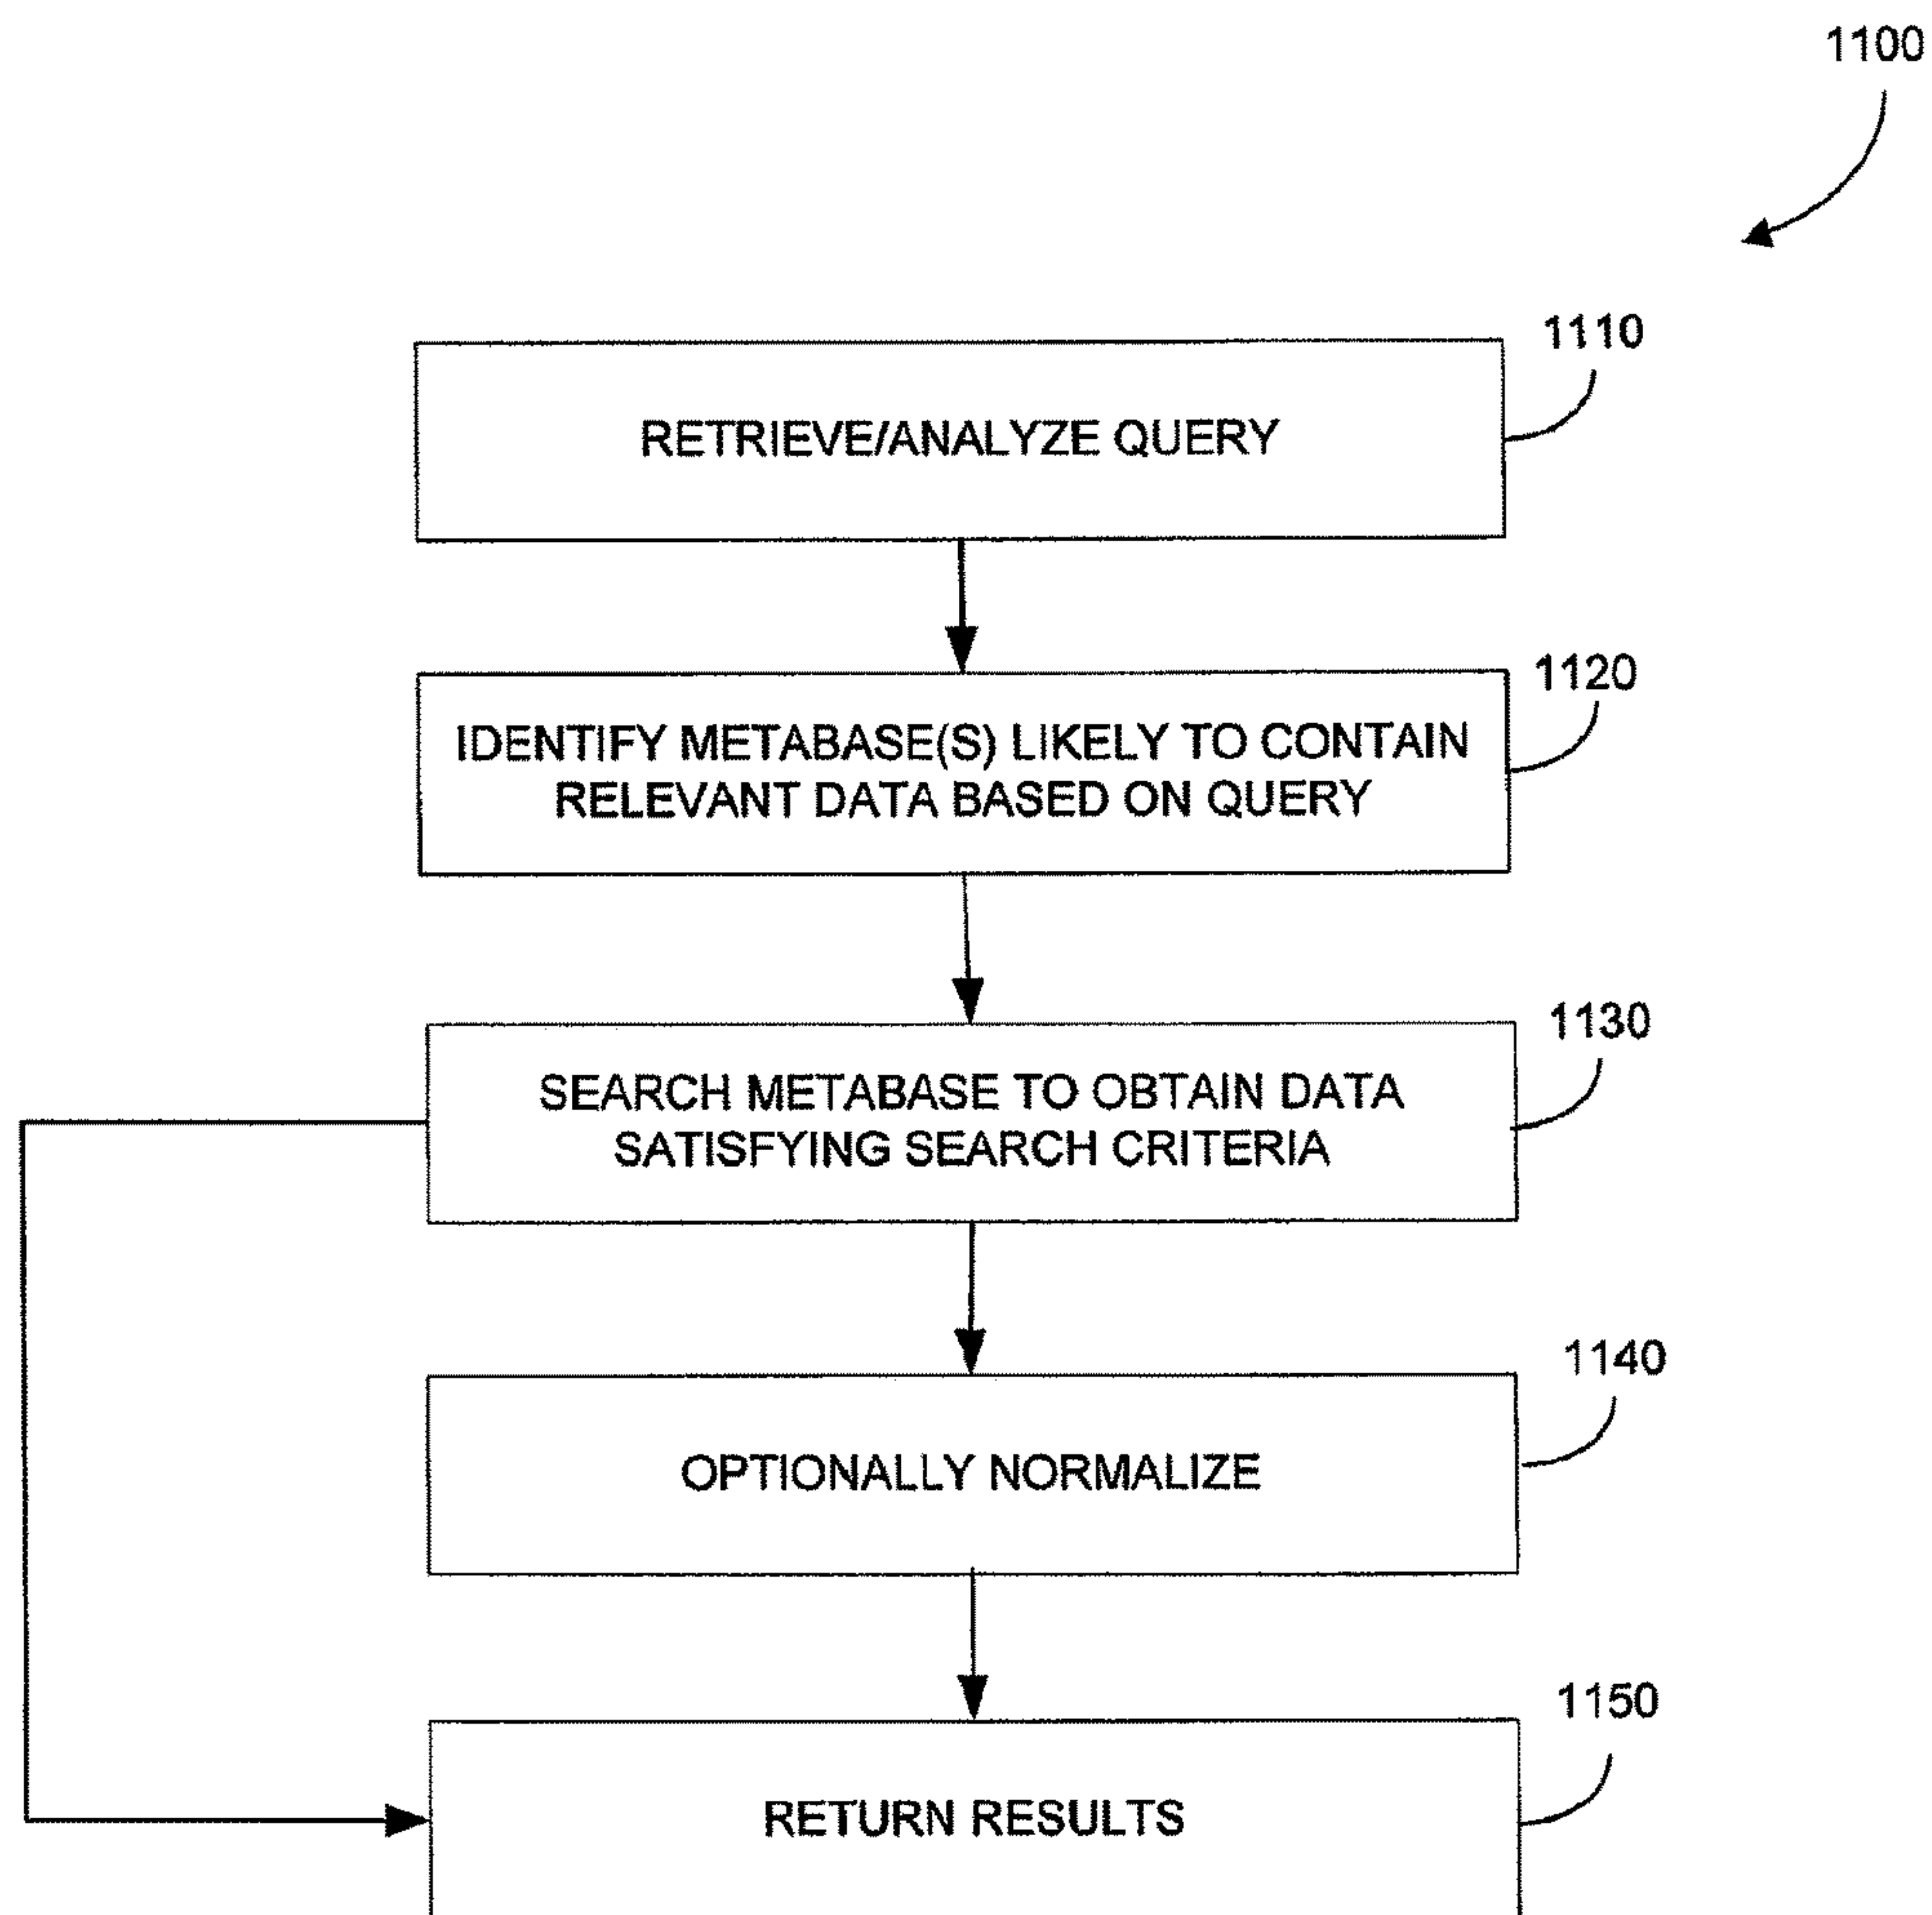 1100
1110
RETRIEVE/ANALYZE QUERY
1120
IDENTIFY METABASE(S) LIKELY TO CONTAIN
RELEVANT DATA BASED ON QUERY
1130
SEARCH METABASE TO OBTAIN DATA
SATISFYING SEARCH CRITERIA
1140
OPTIONALLY NORMALIZE
1150
RETURN RESULTS